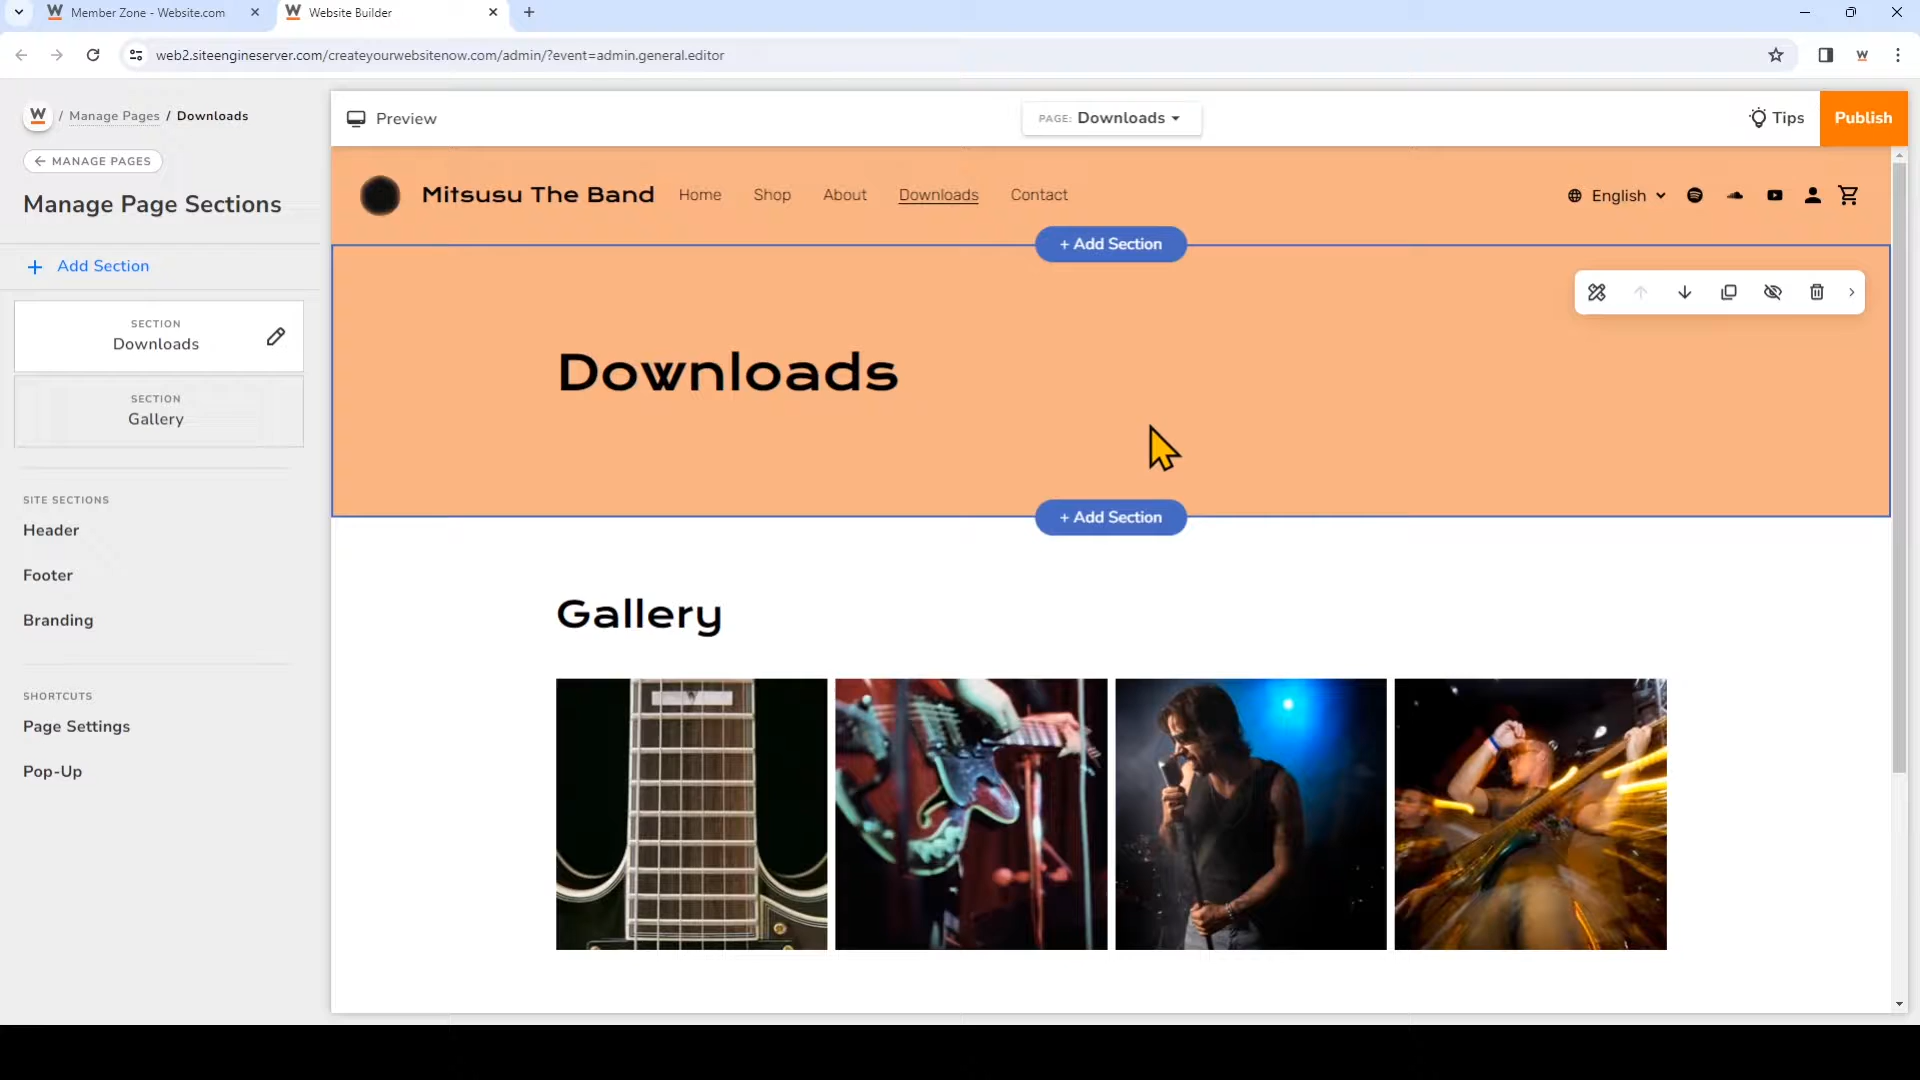 Member Zone - Website.com
Website Builder
web2.siteengineserver.com/createyourwebsitenow.com/admin/?event=admin.general.editor
W / Manage Pages / Downloads
MANAGE PAGES
Manage Page Sections
+ Add Section
SECTION
Downloads
SECTION
Gallery
SITE SECTIONS
Header
Footer
Branding
SHORTCUTS
Page Settings
Pop-Up
Preview
PAGE: Downloads
Tips
Publish
Mitsusu The Band
Home
Shop
About
Downloads
Contact
English
+ Add Section
Downloads
+ Add Section
Gallery